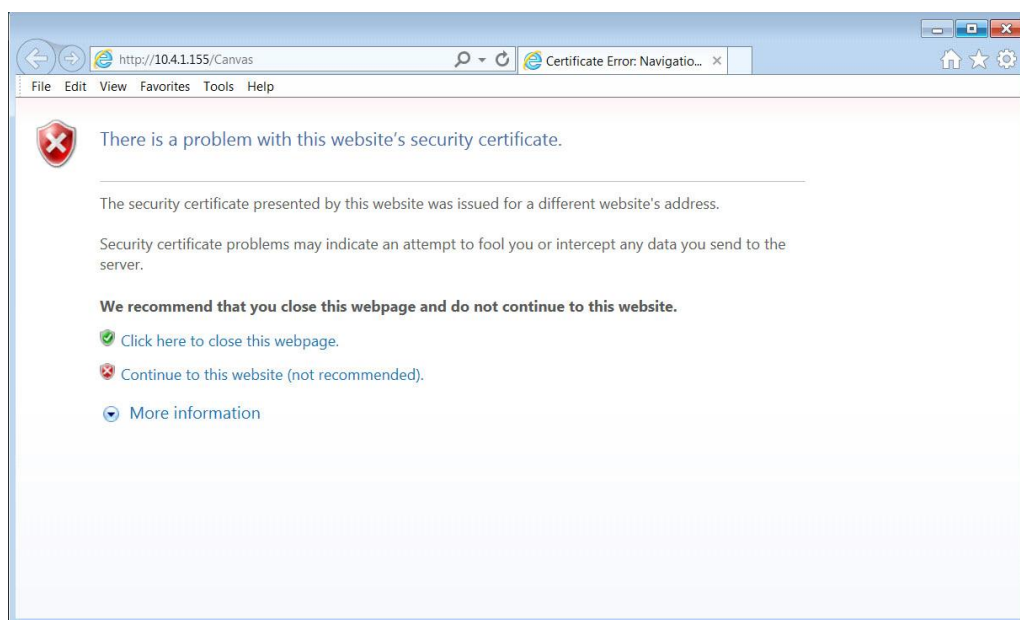 http://10.4.1.155/Canvas
Certificate Error: Navigatio...
File Edit View Favorites Tools Help
There is a problem with this website's security certificate.
The security certificate presented by this website was issued for a different website's address.
Security certificate problems may indicate an attempt to fool you or intercept any data you send to the
server.
We recommend that you close this webpage and do not continue to this website.
Click here to close this webpage.
Continue to this website (not recommended).
More information